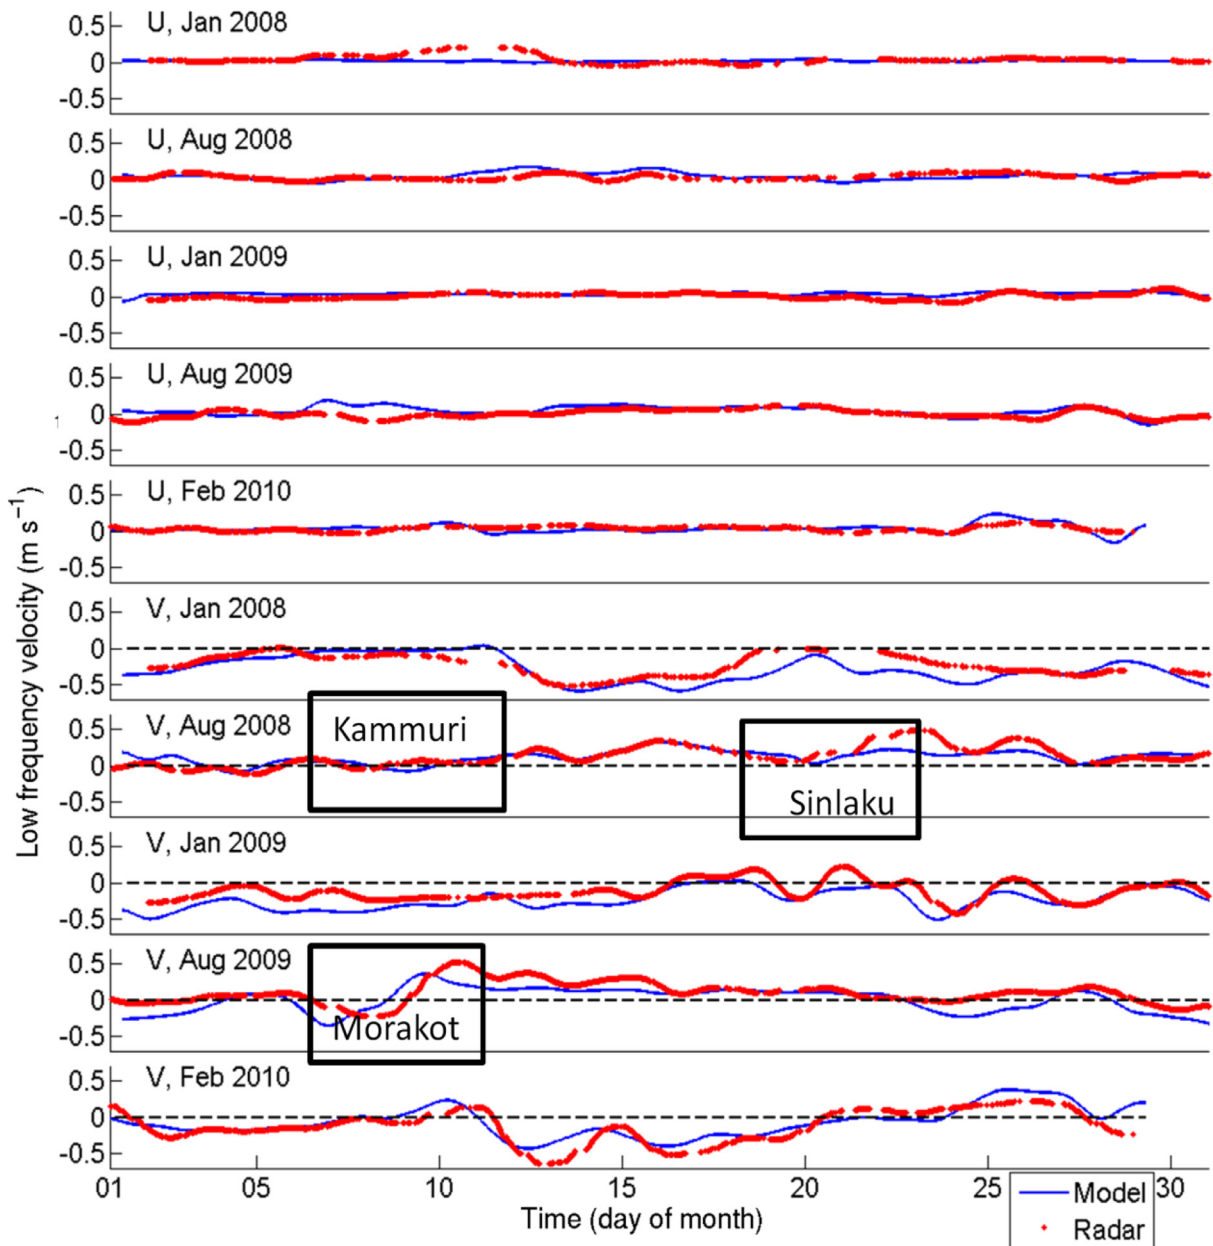 U, Jan 2008
0.5
0
-0.5
U, Aug 2008
0.5
0
-0.5
U, Jan 2009
0.5
0
-0.5
U, Aug 2009
0.5
0
-0.5
U, Feb 2010
0.5
0
-0.5
V, Jan 2008
0.5
0
-0.5
V, Aug 2008
0.5
0
-0.5
Kammuri
Sinlaku
V, Jan 2009
0.5
0
-0.5
V, Aug 2009
0.5
0
-0.5
Morakot
V, Feb 2010
0.5
0
-0.5
01 05 10 15 20 25 30
Time (day of month)
Low frequency velocity (m s⁻¹)
Model
Radar